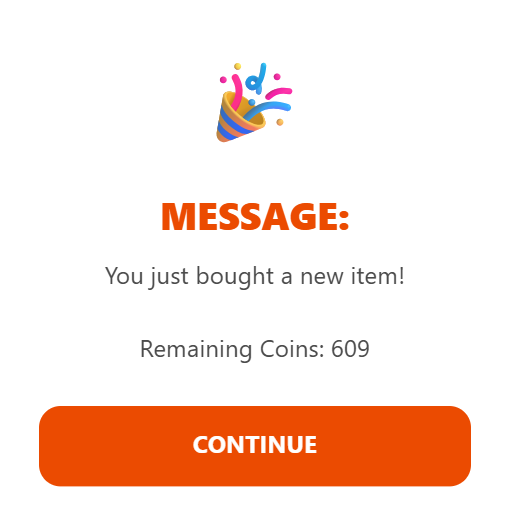 MESSAGE:
You just bought a new item!
Remaining Coins: 609
CONTINUE